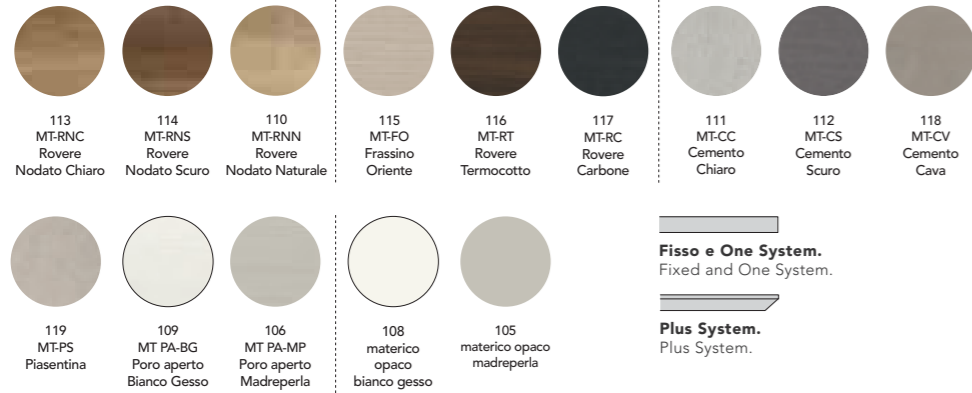 113
MT-RNC
Rovere
Nodato Chiaro
114
MT-RNS
Rovere
Nodato Scuro
110
MT-RNN
Rovere
Nodato Naturale
115
MT-FO
Frassino
Oriente
116
MT-RT
Rovere
Termocotto
117
MT-RC
Rovere
Carbone
111
MT-CC
Cemento
Chiaro
112
MT-CS
Cemento
Scuro
118
MT-CV
Cemento
Cava
119
MT-PS
Piasentina
109
MT PA-BG
Poro aperto
Bianco Gesso
106
MT PA-MP
Poro aperto
Madreperla
108
materico
opaco
bianco gesso
105
materico opaco
madreperla
Fisso e One System.
Fixed and One System.
Plus System.
Plus System.